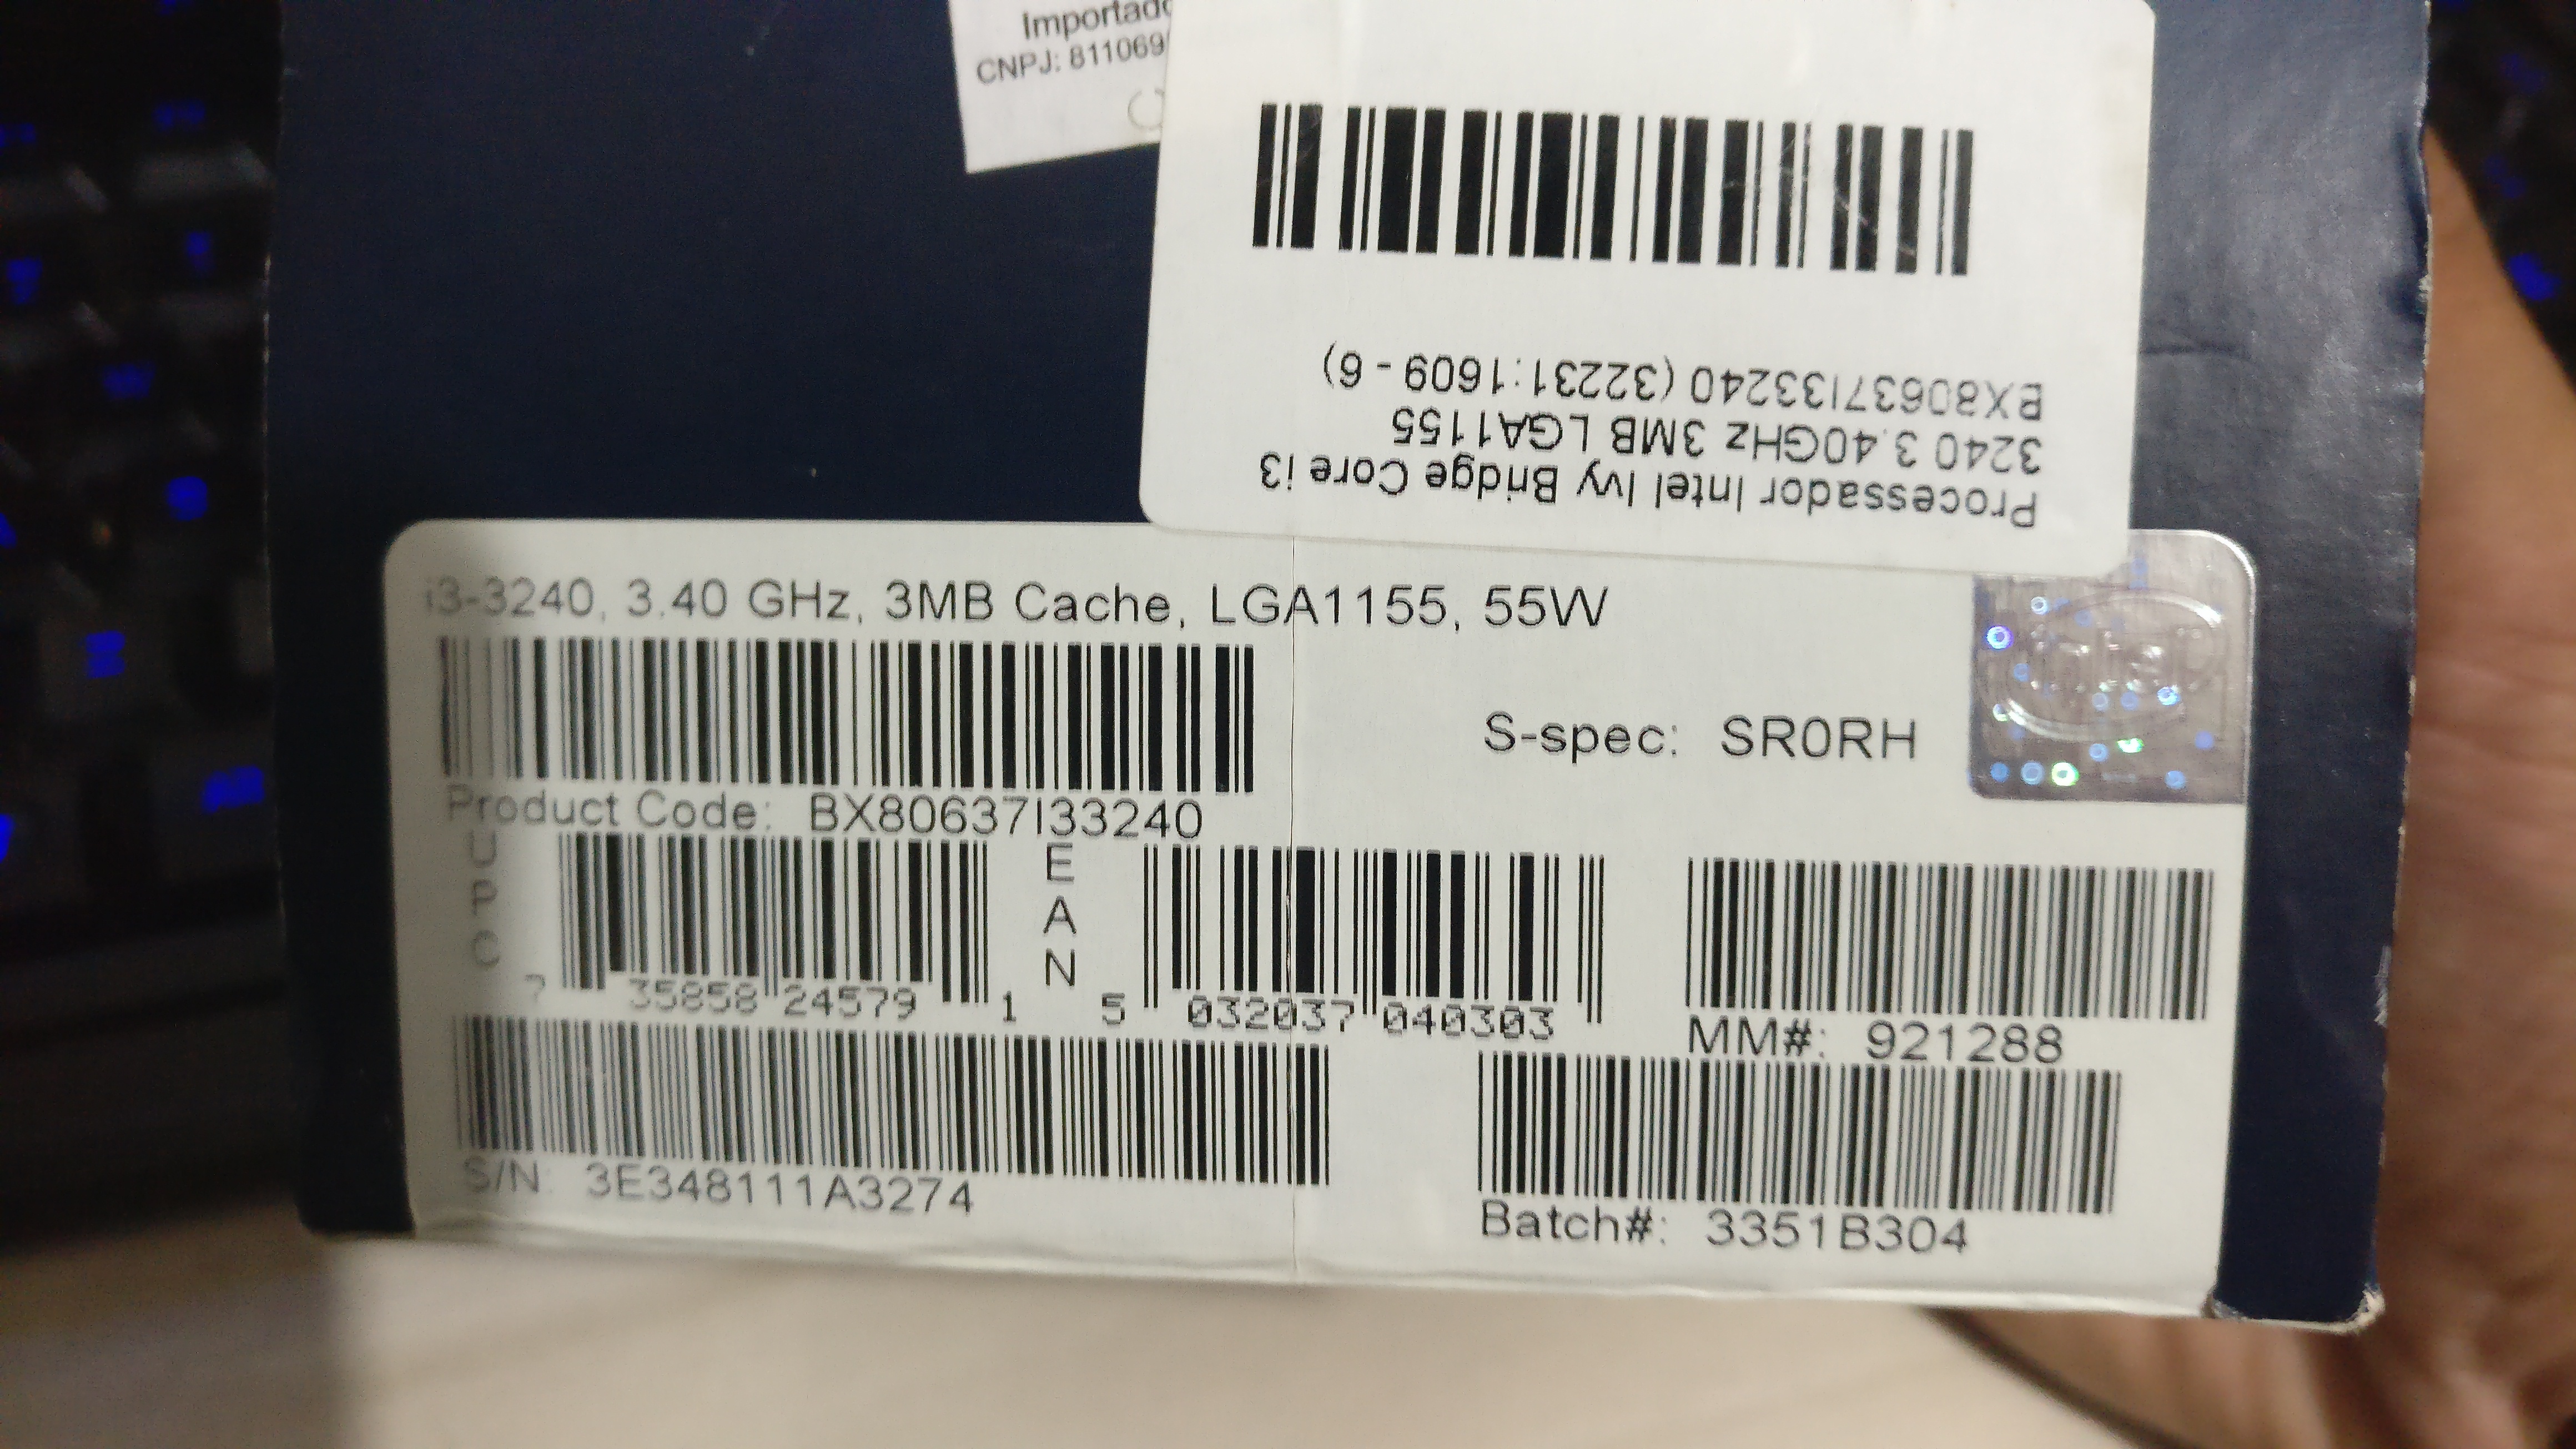 Importado
CNPJ: 811069
Processador Intel Ivy Bridge Core i3
3240 3.40GHz 3MB LGA1155
BX80637I33240 (32231:1609 - 6)
i3-3240, 3.40 GHz, 3MB Cache, LGA1155, 55W
S-spec: SR0RH
Product Code: BX80637I33240
UPC
7 35858 24579 1
EAN
5 032037 040303
MM#: 921288
S/N: 3E348111A3274
Batch#: 3351B304
intel